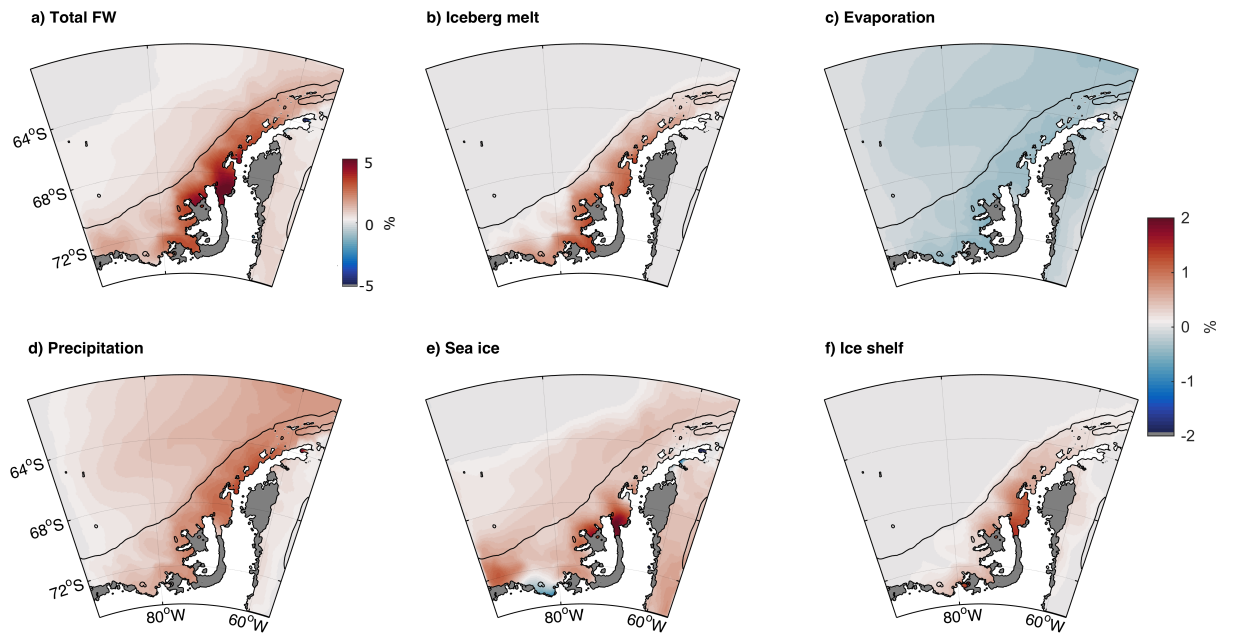 a) Total FW
b) Iceberg melt
c) Evaporation
64°S
68°S
72°S
5
0
-5
%
2
1
0
-1
-2
%
d) Precipitation
e) Sea ice
f) Ice shelf
64°S
68°S
72°S
80°W
60°W
80°W
60°W
80°W
60°W